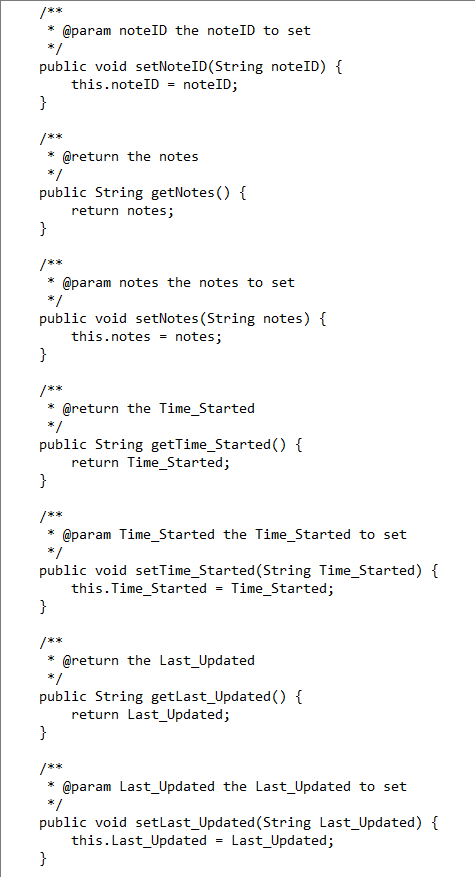 /**
 * @param noteID the noteID to set
 */
public void setNoteID(String noteID) {
    this.noteID = noteID;
}

/**
 * @return the notes
 */
public String getNotes() {
    return notes;
}

/**
 * @param notes the notes to set
 */
public void setNotes(String notes) {
    this.notes = notes;
}

/**
 * @return the Time_Started
 */
public String getTime_Started() {
    return Time_Started;
}

/**
 * @param Time_Started the Time_Started to set
 */
public void setTime_Started(String Time_Started) {
    this.Time_Started = Time_Started;
}

/**
 * @return the Last_Updated
 */
public String getLast_Updated() {
    return Last_Updated;
}

/**
 * @param Last_Updated the Last_Updated to set
 */
public void setLast_Updated(String Last_Updated) {
    this.Last_Updated = Last_Updated;
}